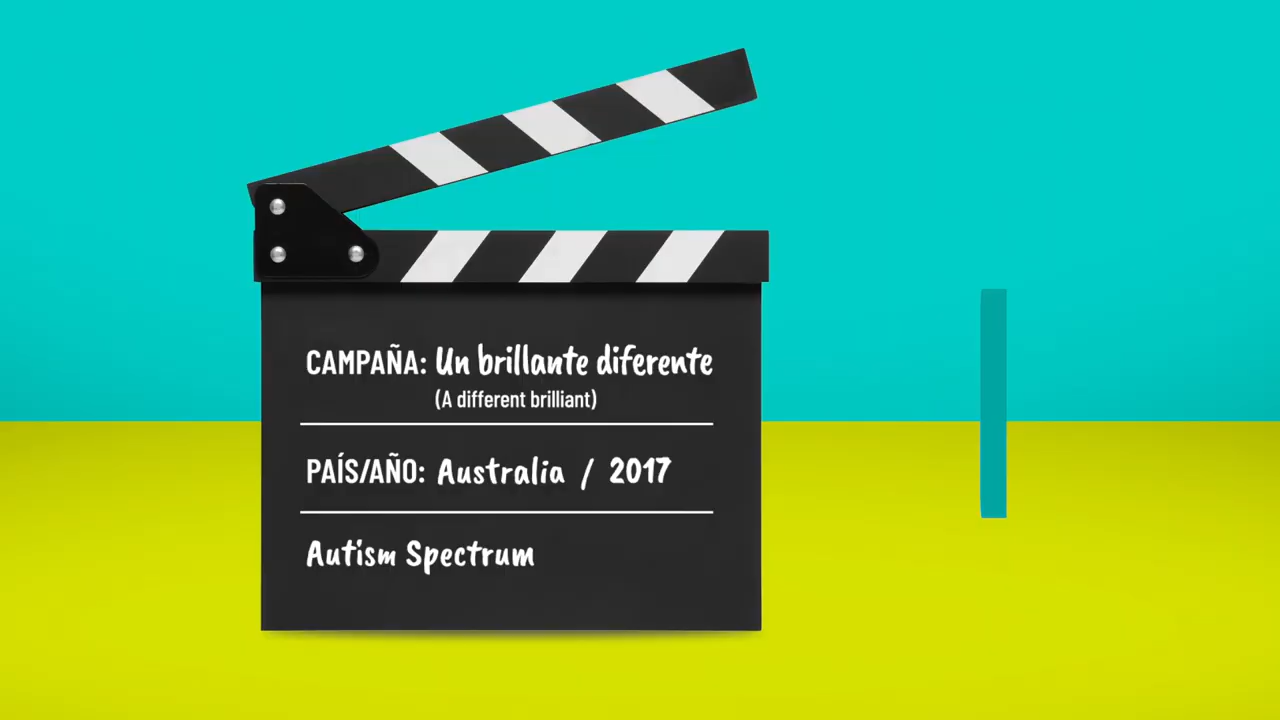 CAMPAÑA: Un brillante diferente
(A different brilliant)
PAÍS/AÑO: Australia / 2017
Autism Spectrum